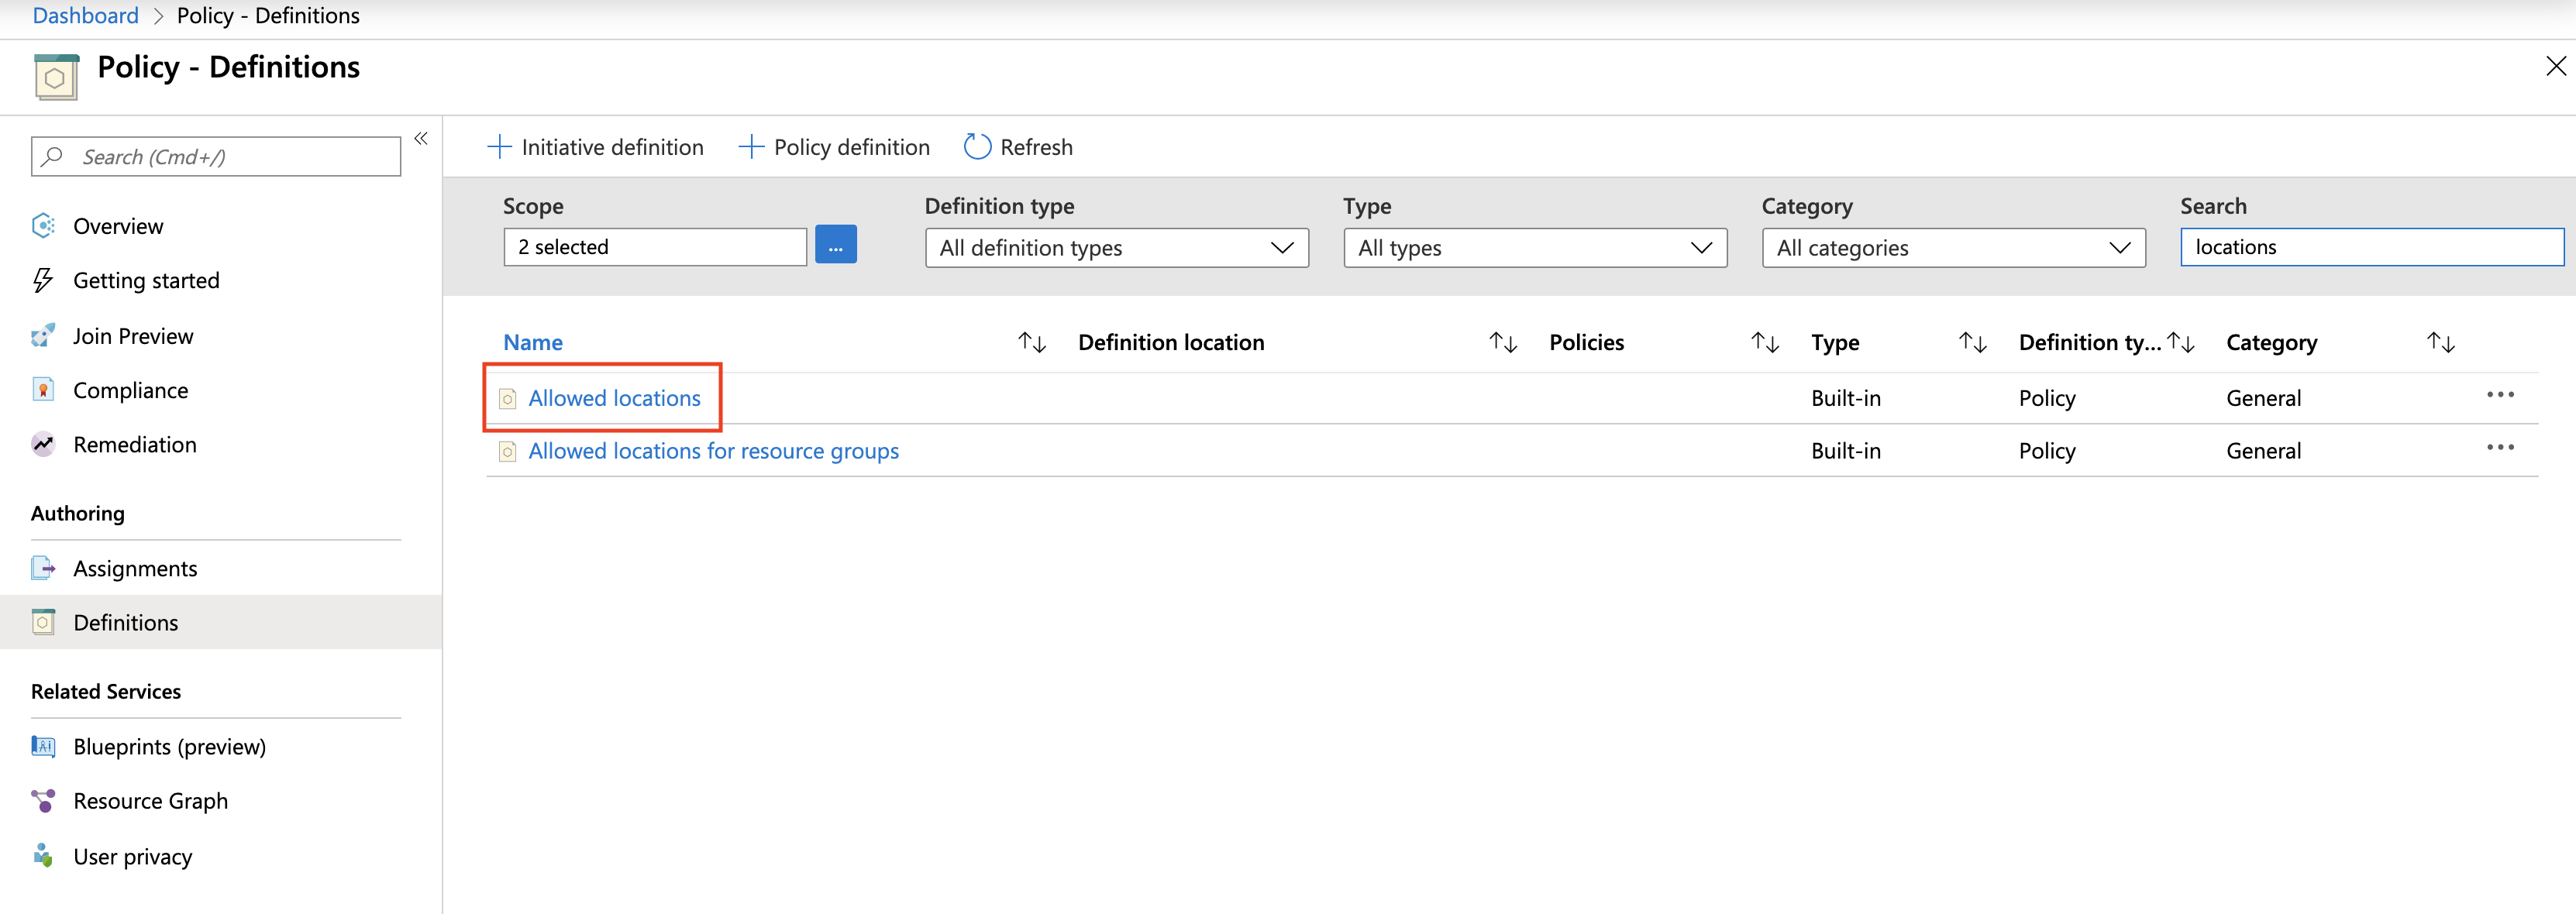 Dashboard > Policy - Definitions
Policy - Definitions
Search (Cmd+/)
Overview
Getting started
Join Preview
Compliance
Remediation
Authoring
Assignments
Definitions
Related Services
Blueprints (preview)
Resource Graph
User privacy
Initiative definition Policy definition Refresh
Scope Definition type Type Category Search
2 selected ... All definition types All types All categories locations
Name Definition location Policies Type Definition ty... Category
Allowed locations Built-in Policy General
Allowed locations for resource groups Built-in Policy General